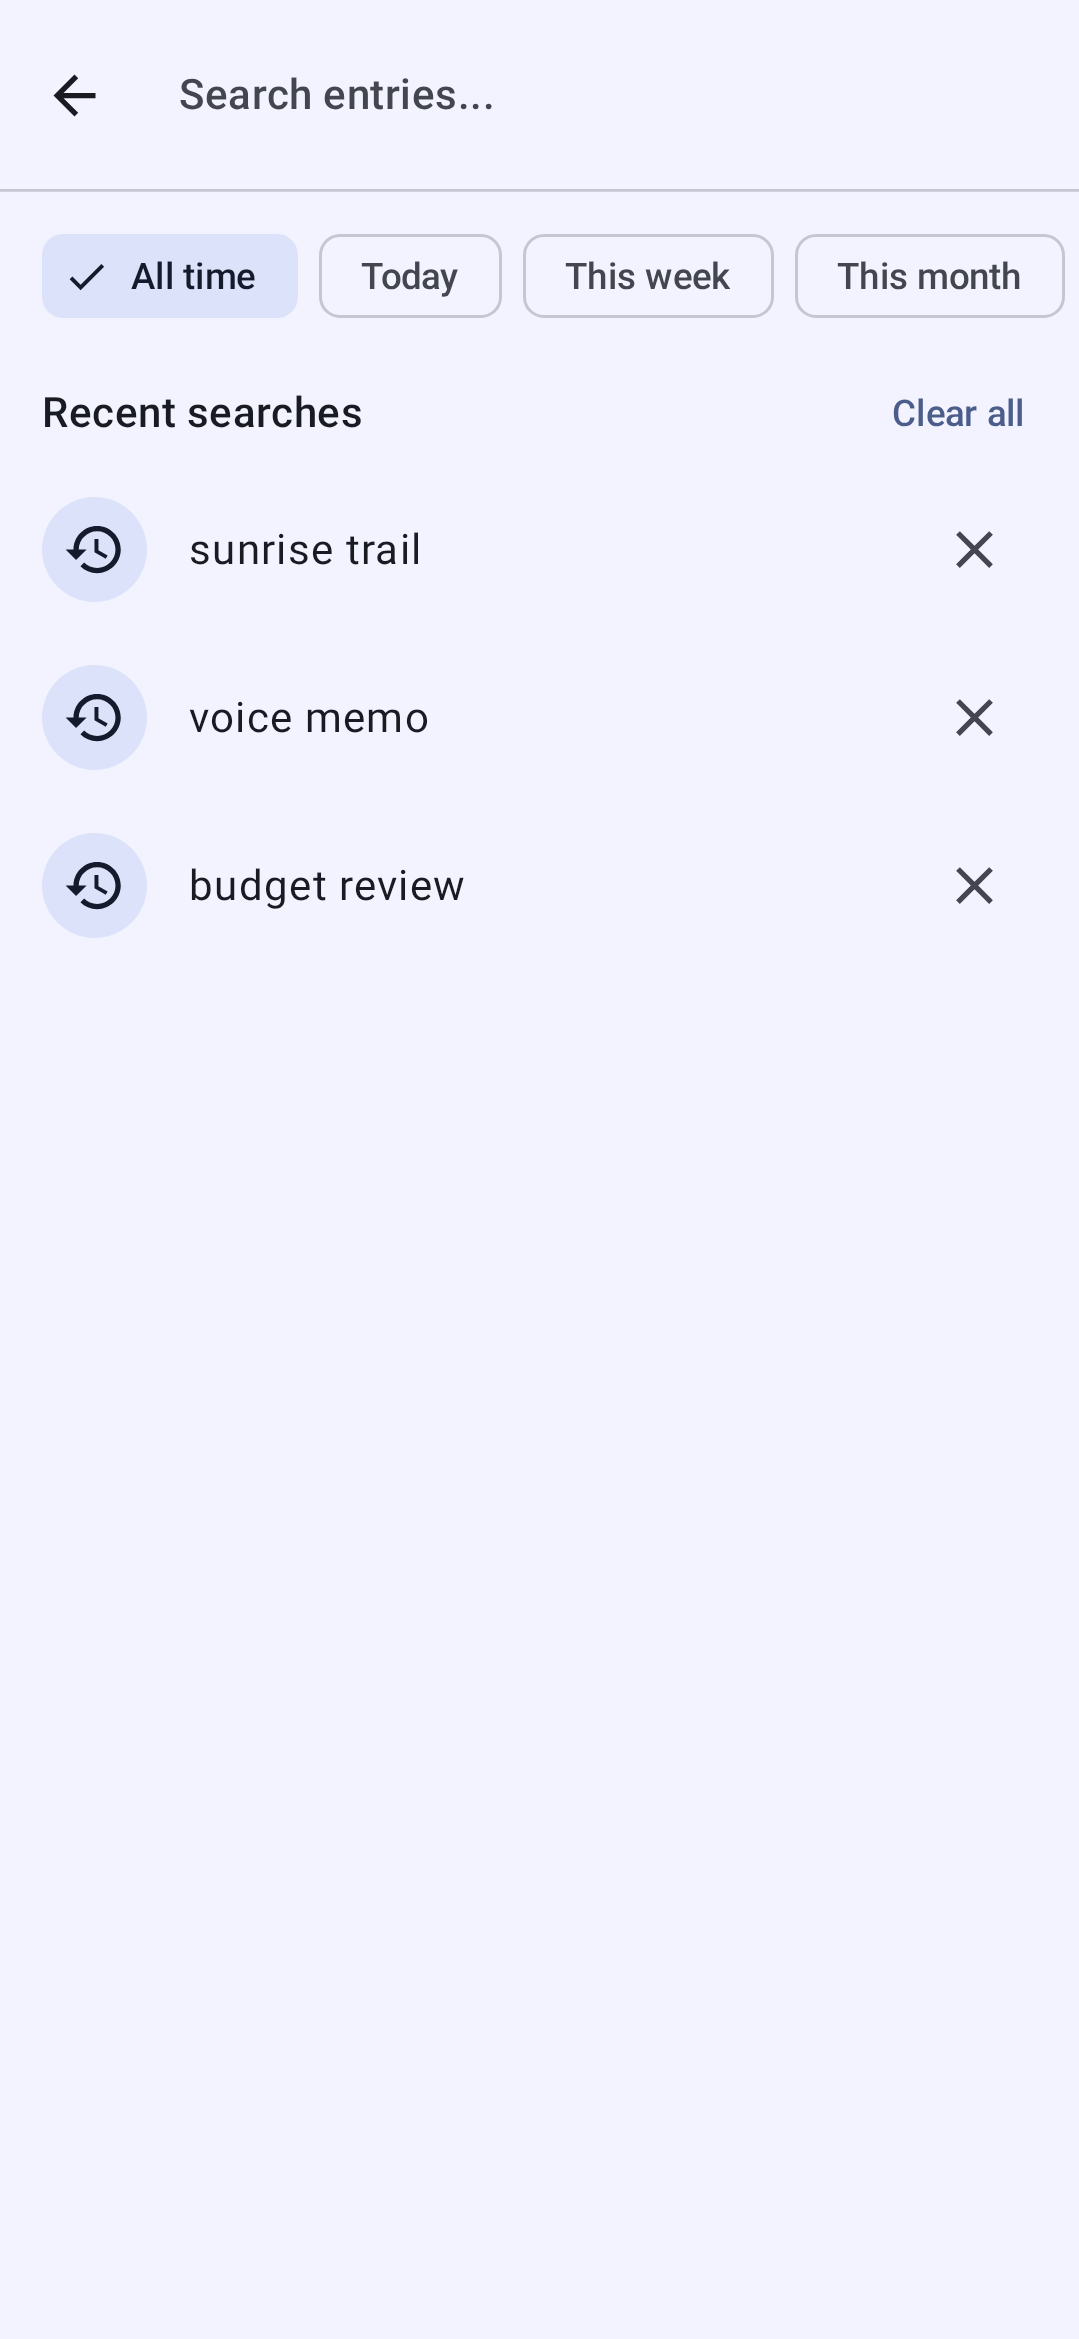 Search entries...
All time
Today
This week
This month
Recent searches
Clear all
sunrise trail
voice memo
budget review